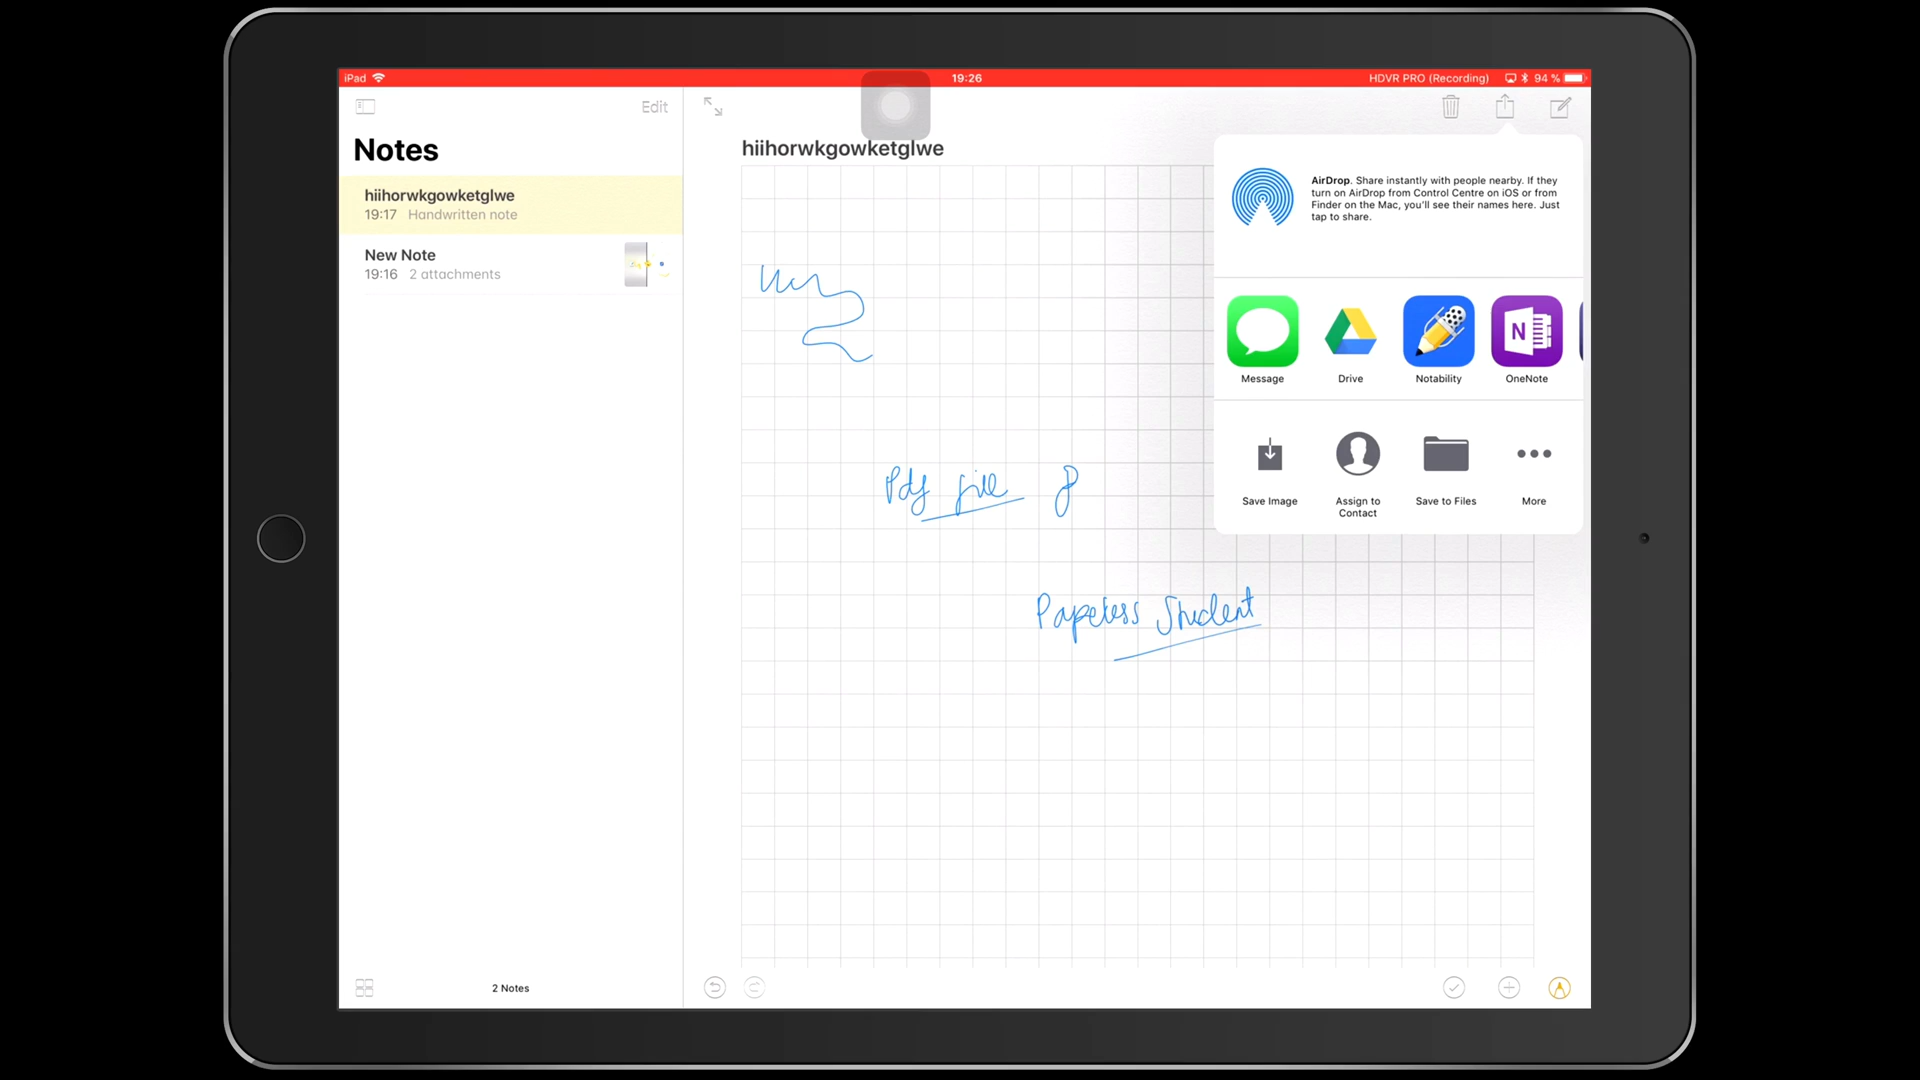 iPad 19:26 HDVR PRO (Recording) 94 %
Edit
Notes
hiihorwkgowketglwe
19:17 Handwritten note
New Note
19:16 2 attachments
2 Notes
hiihorwkgowketglwe
Pdf file
Papeless Student
AirDrop. Share instantly with people nearby. If they
turn on AirDrop from Control Centre on iOS or from
Finder on the Mac, you'll see their names here. Just
tap to share.
Message Drive Notability OneNote
N
Save Image Assign to Contact Save to Files More